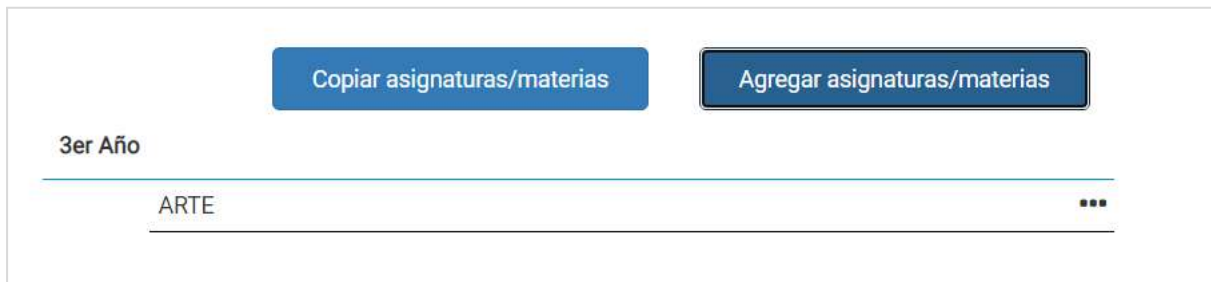 Copiar asignaturas/materias
Agregar asignaturas/materias
3er Año
ARTE